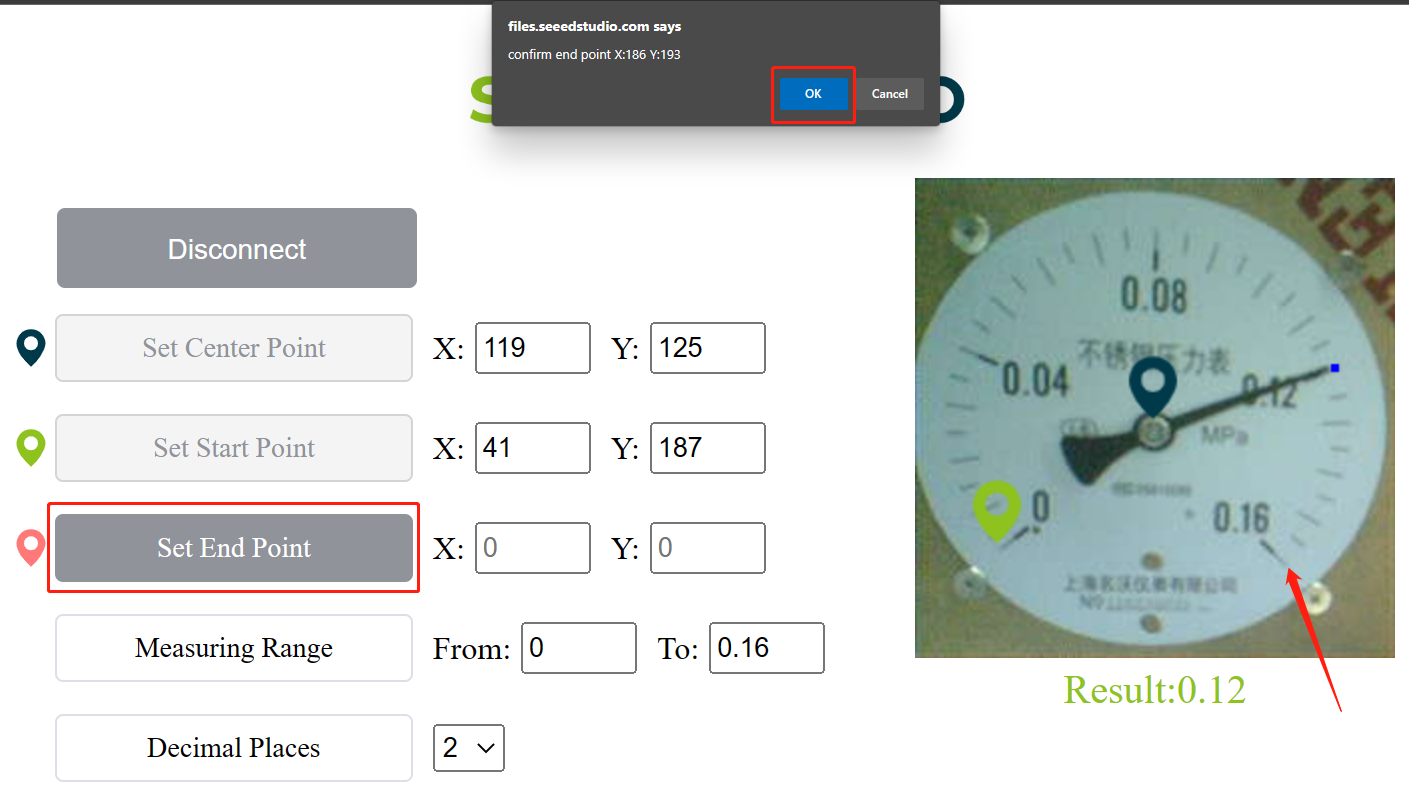 files.seeedstudio.com says
confirm end point X:186 Y:193
OK
Cancel
Disconnect
Set Center Point
X: 119
Y: 125
Set Start Point
X: 41
Y: 187
Set End Point
X: 0
Y: 0
Measuring Range
From: 0
To: 0.16
Decimal Places
2
0.08
不锈钢压力表
0.04
0.12
MPa
0
0.16
上海名沃仪表有限公司
Result:0.12